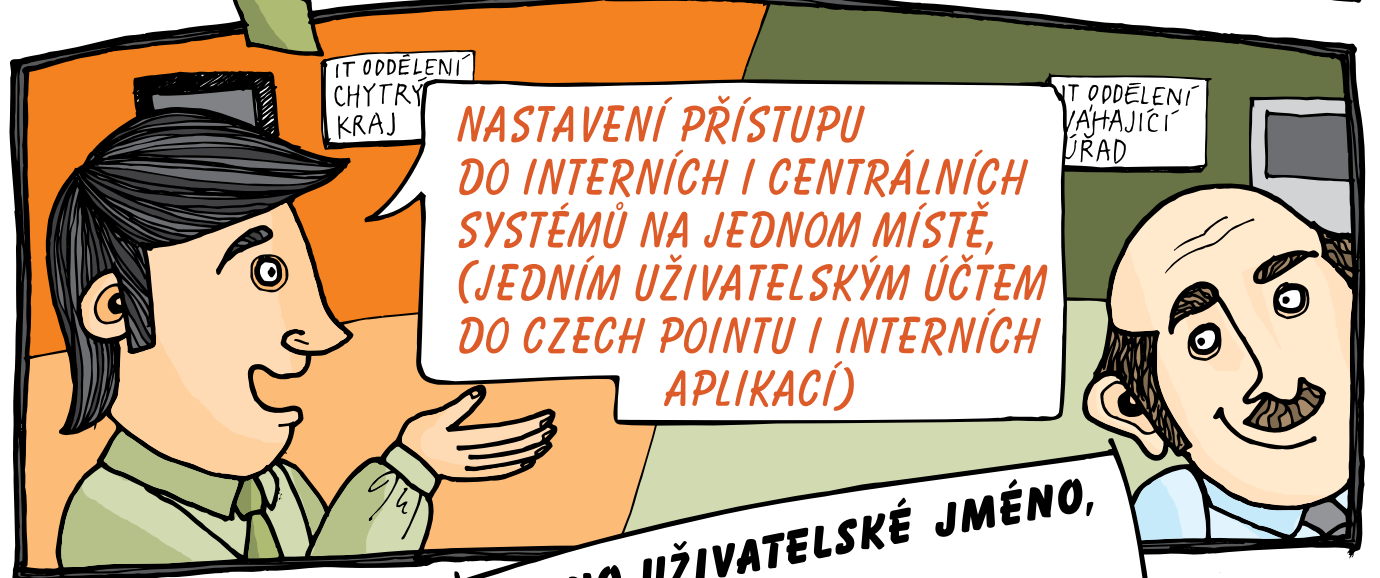 IT ODDĚLENÍ
CHYTRÝ
KRAJ
NASTAVENÍ PŘÍSTUPU
DO INTERNÍCH I CENTRÁLNÍCH
SYSTÉMŮ NA JEDNOM MÍSTĚ,
(JEDNÍM UŽIVATELSKÝM ÚČTEM
DO CZECH POINTU I INTERNÍCH
APLIKACÍ)
IT ODDĚLENÍ
VÁHAJÍCÍ
ÚŘAD
UŽIVATELSKÉ JMÉNO,